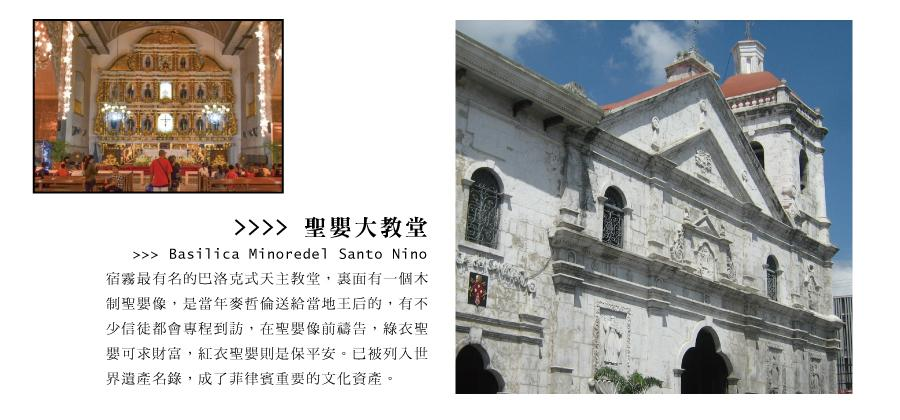 >>>> 聖嬰大教堂
>>> Basilica Minoredel Santo Nino
宿霧最有名的巴洛克式天主教堂，裏面有一個木
制聖嬰像，是當年麥哲倫送給當地王后的，有不
少信徒都會專程到訪，在聖嬰像前禱告，綠衣聖
嬰可求財富，紅衣聖嬰則是保平安。已被列入世
界遺產名錄，成了菲律賓重要的文化資產。